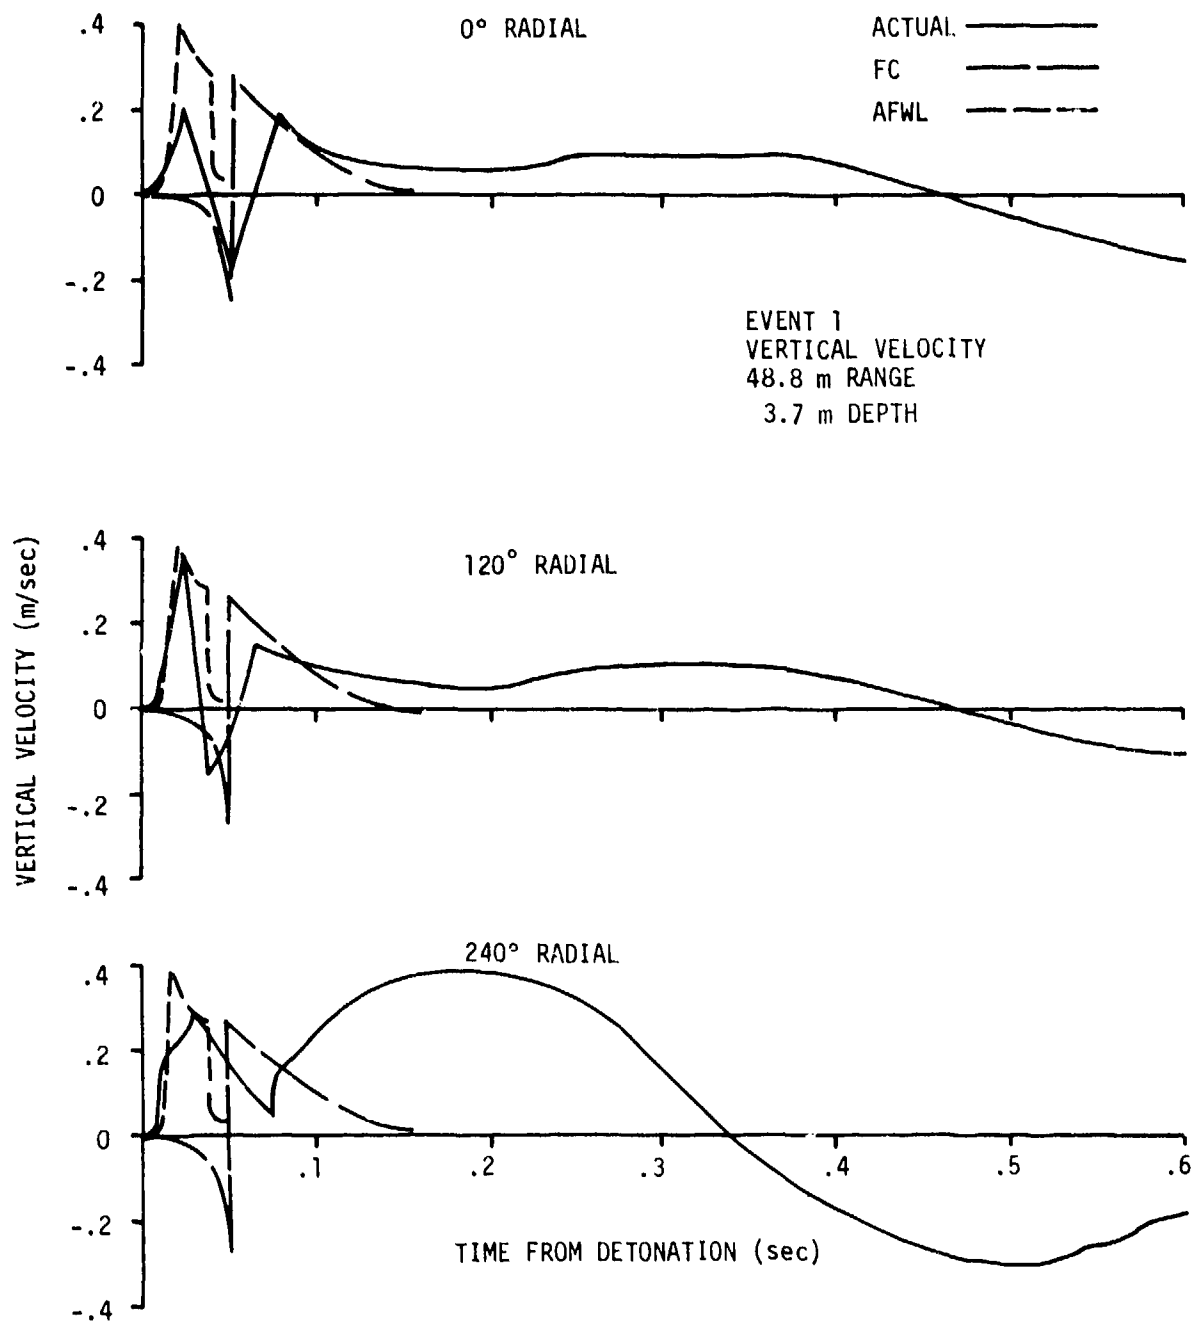 0° RADIAL
ACTUAL
FC
AFWL
.4
.2
0
-.2
-.4
EVENT 1
VERTICAL VELOCITY
48.8 m RANGE
3.7 m DEPTH
VERTICAL VELOCITY (m/sec)
120° RADIAL
.4
.2
0
-.2
-.4
240° RADIAL
.4
.2
0
-.2
-.4
.1 .2 .3 .4 .5 .6
TIME FROM DETONATION (sec)